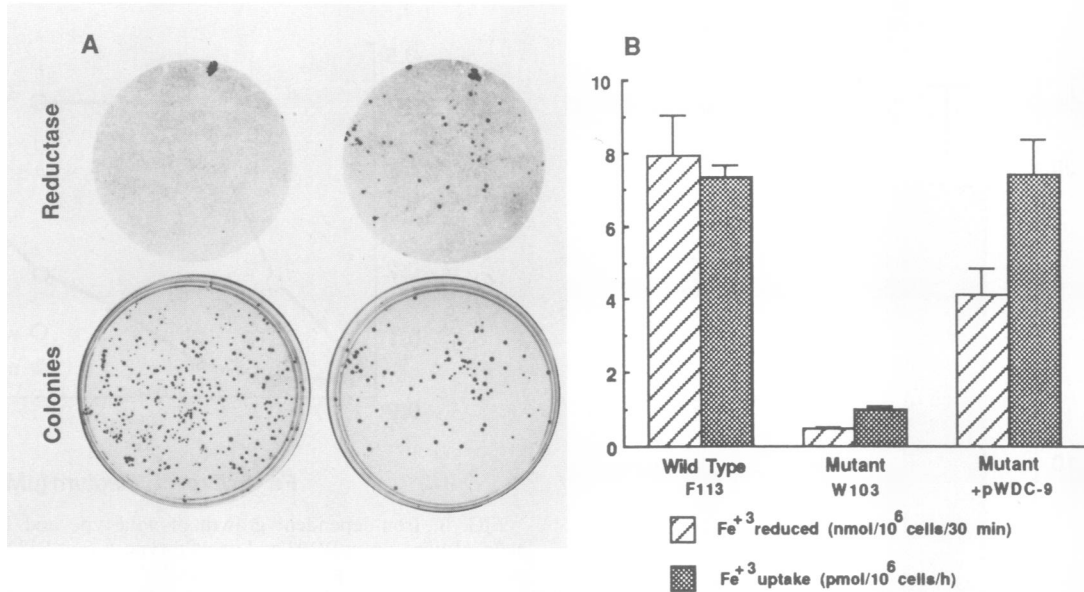 A
B
Reductase
Colonies
10
8
6
4
2
0
Wild Type
F113
Mutant
W103
Mutant
+pWDC-9
Fe+3 reduced (nmol/10^6 cells/30 min)
Fe+3 uptake (pmol/10^6 cells/h)